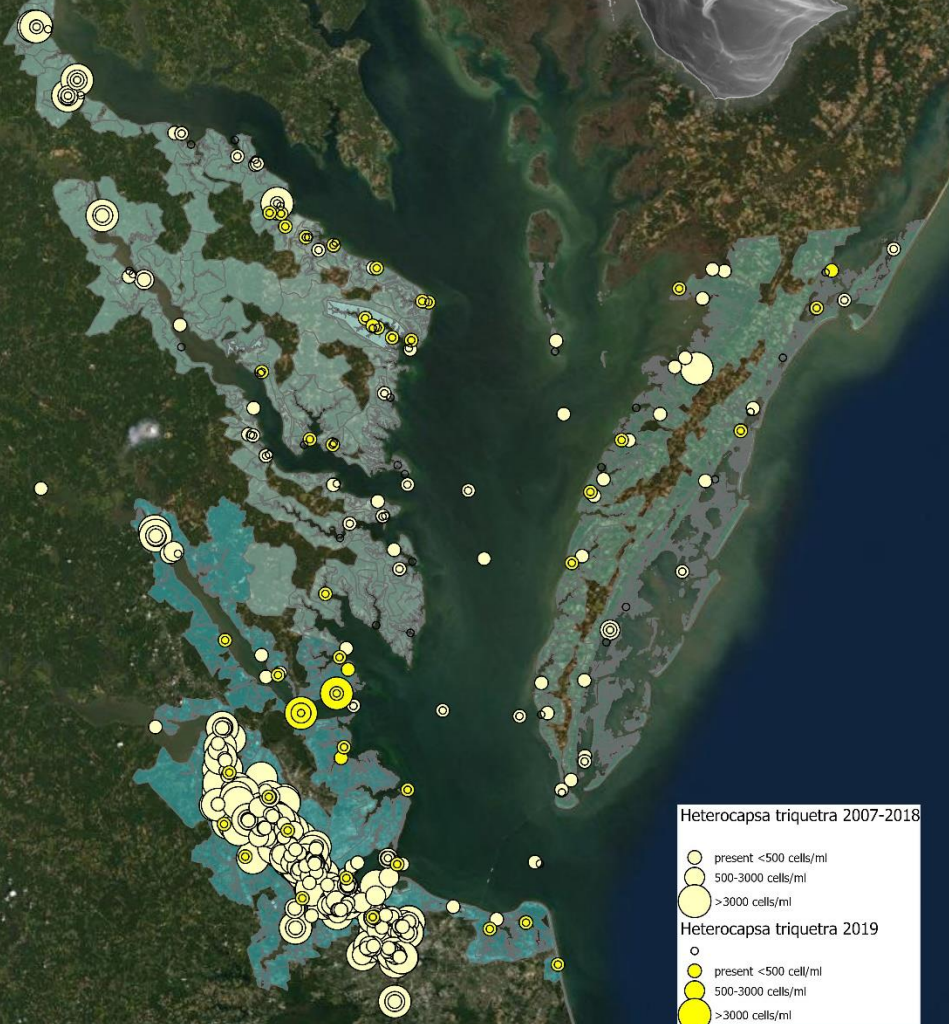 Heterocapsa triquetra 2007-2018
present <500 cells/ml
500-3000 cells/ml
>3000 cells/ml
Heterocapsa triquetra 2019
present <500 cell/ml
500-3000 cells/ml
>3000 cells/ml